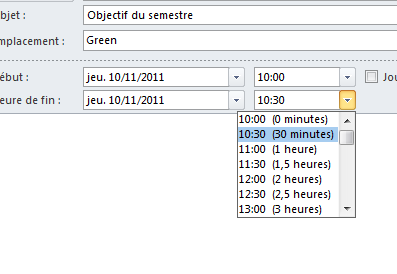 bjet : Objectif du semestre
mplacement : Green
ébut : jeu. 10/11/2011 10:00 Jou
eure de fin : jeu. 10/11/2011 10:30
10:00 (0 minutes)
10:30 (30 minutes)
11:00 (1 heure)
11:30 (1,5 heures)
12:00 (2 heures)
12:30 (2,5 heures)
13:00 (3 heures)